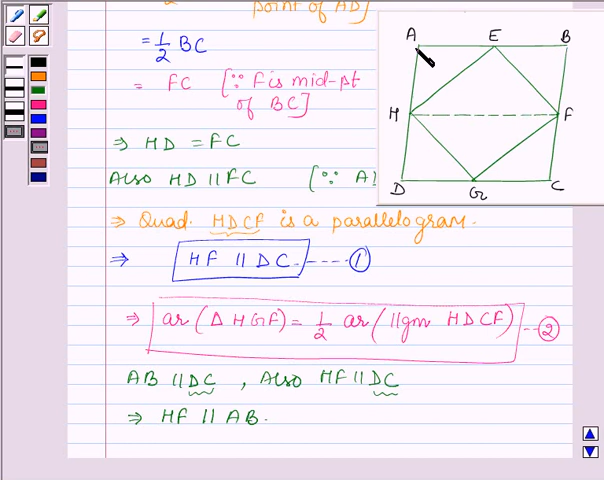 point of AD]
= 1/2 BC
= FC [∵ F is mid-pt
of BC]
⇒ HD = FC
Also HD || FC [∵ A
⇒ Quad. HDCF is a parallelogram.
⇒ HF || DC ---- ①
⇒ ar (Δ HGF) = 1/2 ar (||gm HDCF) -- ②
AB || DC , Also HF || DC
⇒ HF || AB.
A E B
H F
D G C